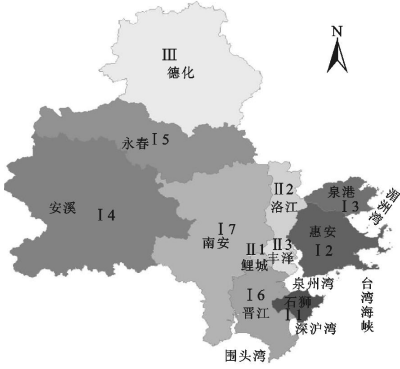 N
Ⅲ
德化
永春 Ⅰ5
安溪
Ⅰ4
Ⅱ2
洛江
泉港
Ⅰ3
湄洲湾
惠安
Ⅰ2
Ⅰ7
南安
Ⅱ1
鲤城
Ⅱ3
丰泽
泉州湾
台湾海峡
Ⅰ6
晋江
石狮
Ⅰ1
深沪湾
围头湾